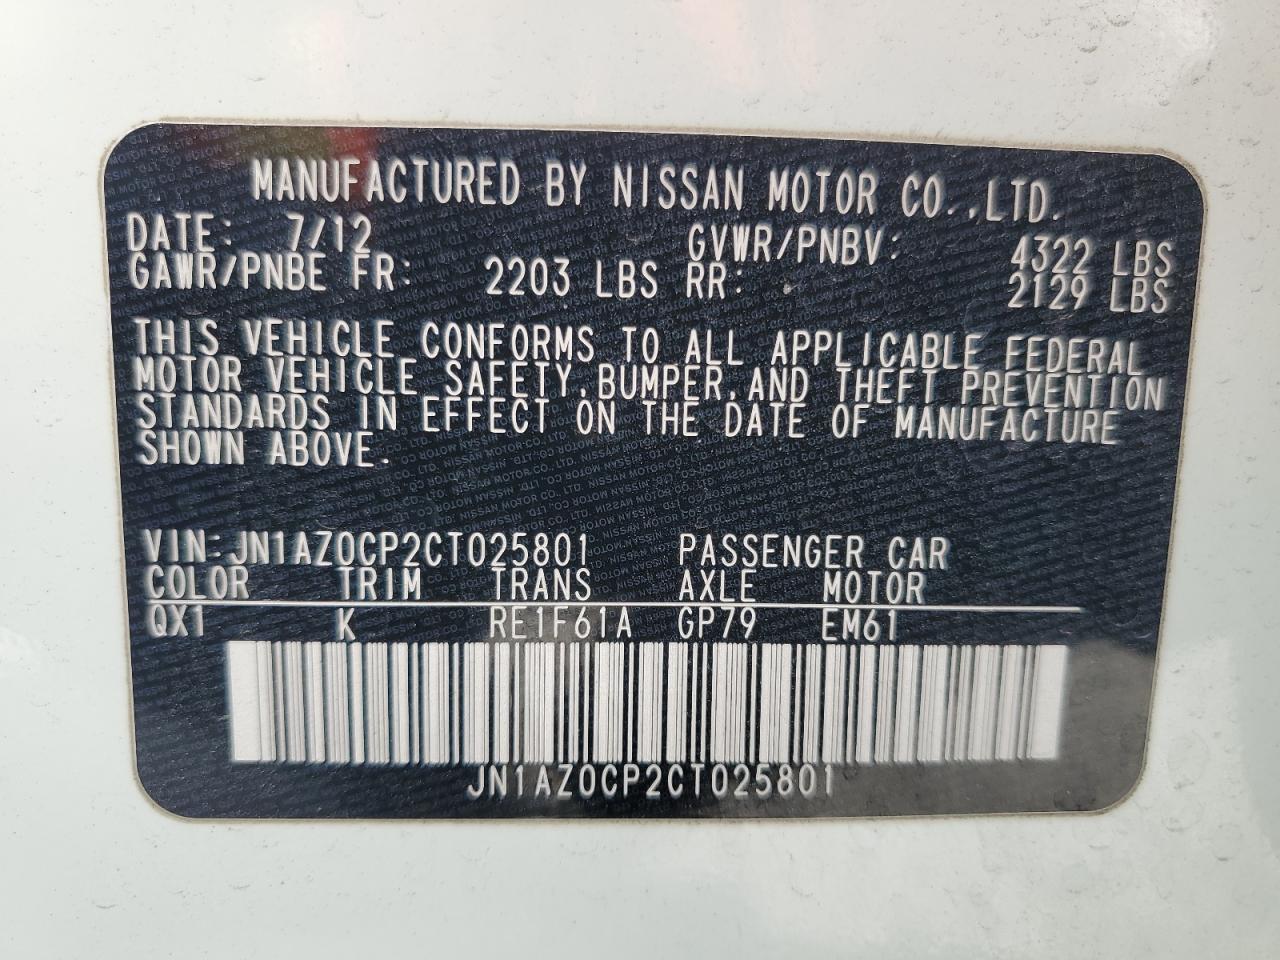 MANUFACTURED BY NISSAN MOTOR CO.,LTD.
DATE: 7/12 GVWR/PNBV: 4322 LBS
GAWR/PNBE FR: 2203 LBS RR: 2129 LBS
THIS VEHICLE CONFORMS TO ALL APPLICABLE FEDERAL
MOTOR VEHICLE SAFETY,BUMPER,AND THEFT PREVENTION
STANDARDS IN EFFECT ON THE DATE OF MANUFACTURE
SHOWN ABOVE.
VIN:JN1AZ0CP2CT025801 PASSENGER CAR
COLOR TRIM TRANS AXLE MOTOR
QX1 K RE1F61A GP79 EM61
JN1AZ0CP2CT025801